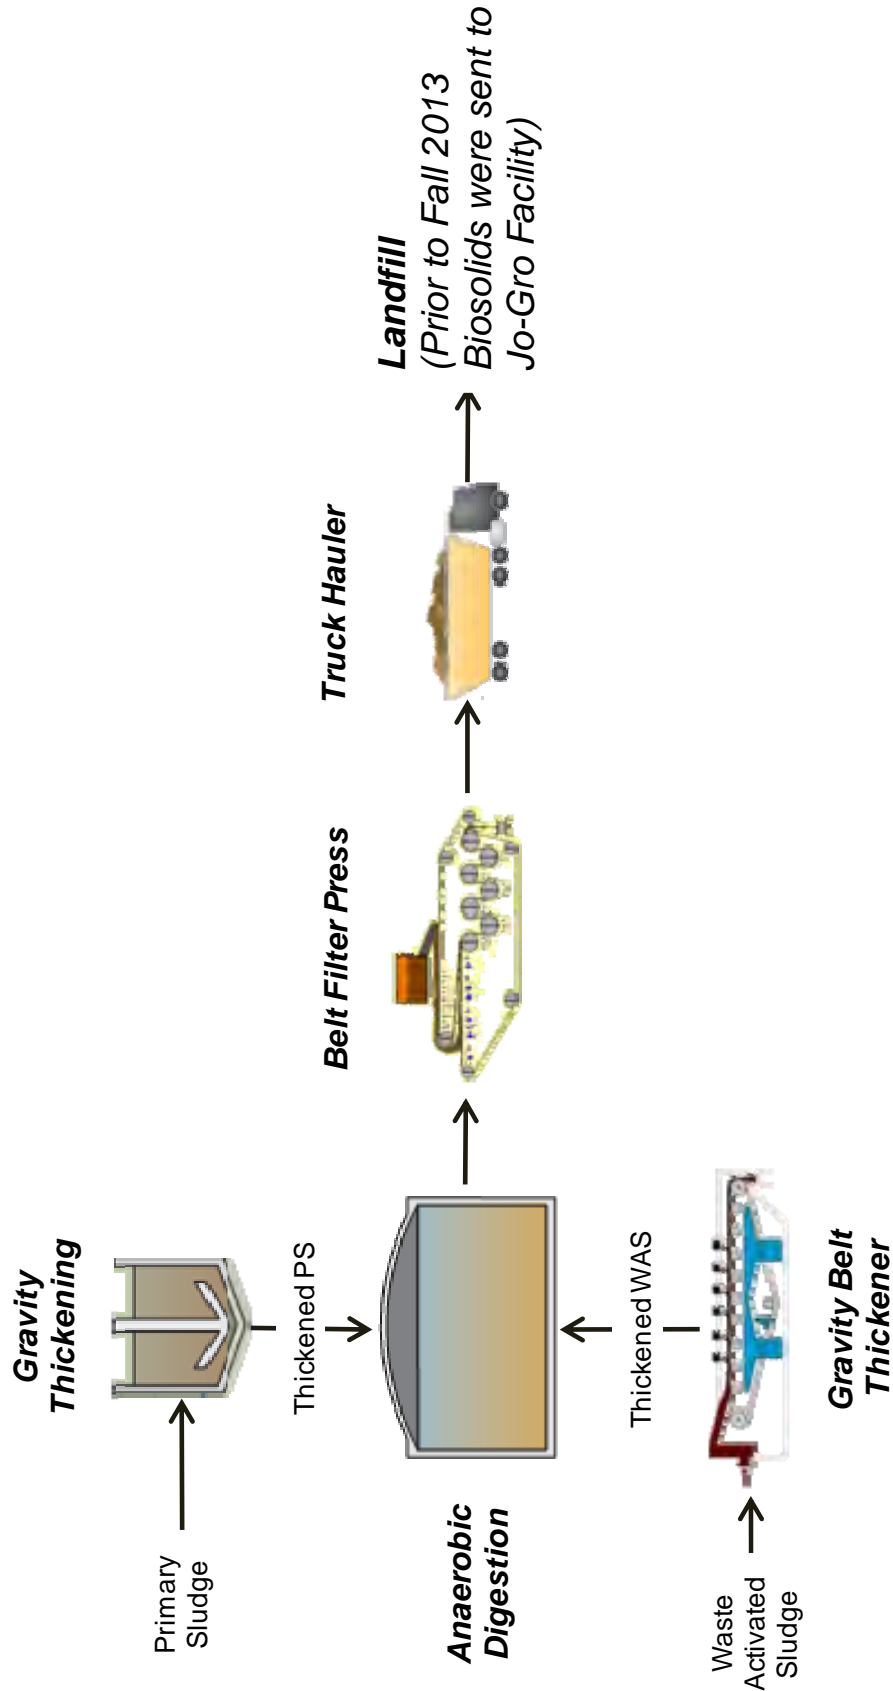 Gravity
Thickening
Primary
Sludge
Thickened PS
Anaerobic
Digestion
Belt Filter Press
Truck Hauler
Landfill
(Prior to Fall 2013
Biosolids were sent to
Jo-Gro Facility)
Thickened WAS
Waste
Activated
Sludge
Gravity Belt
Thickener